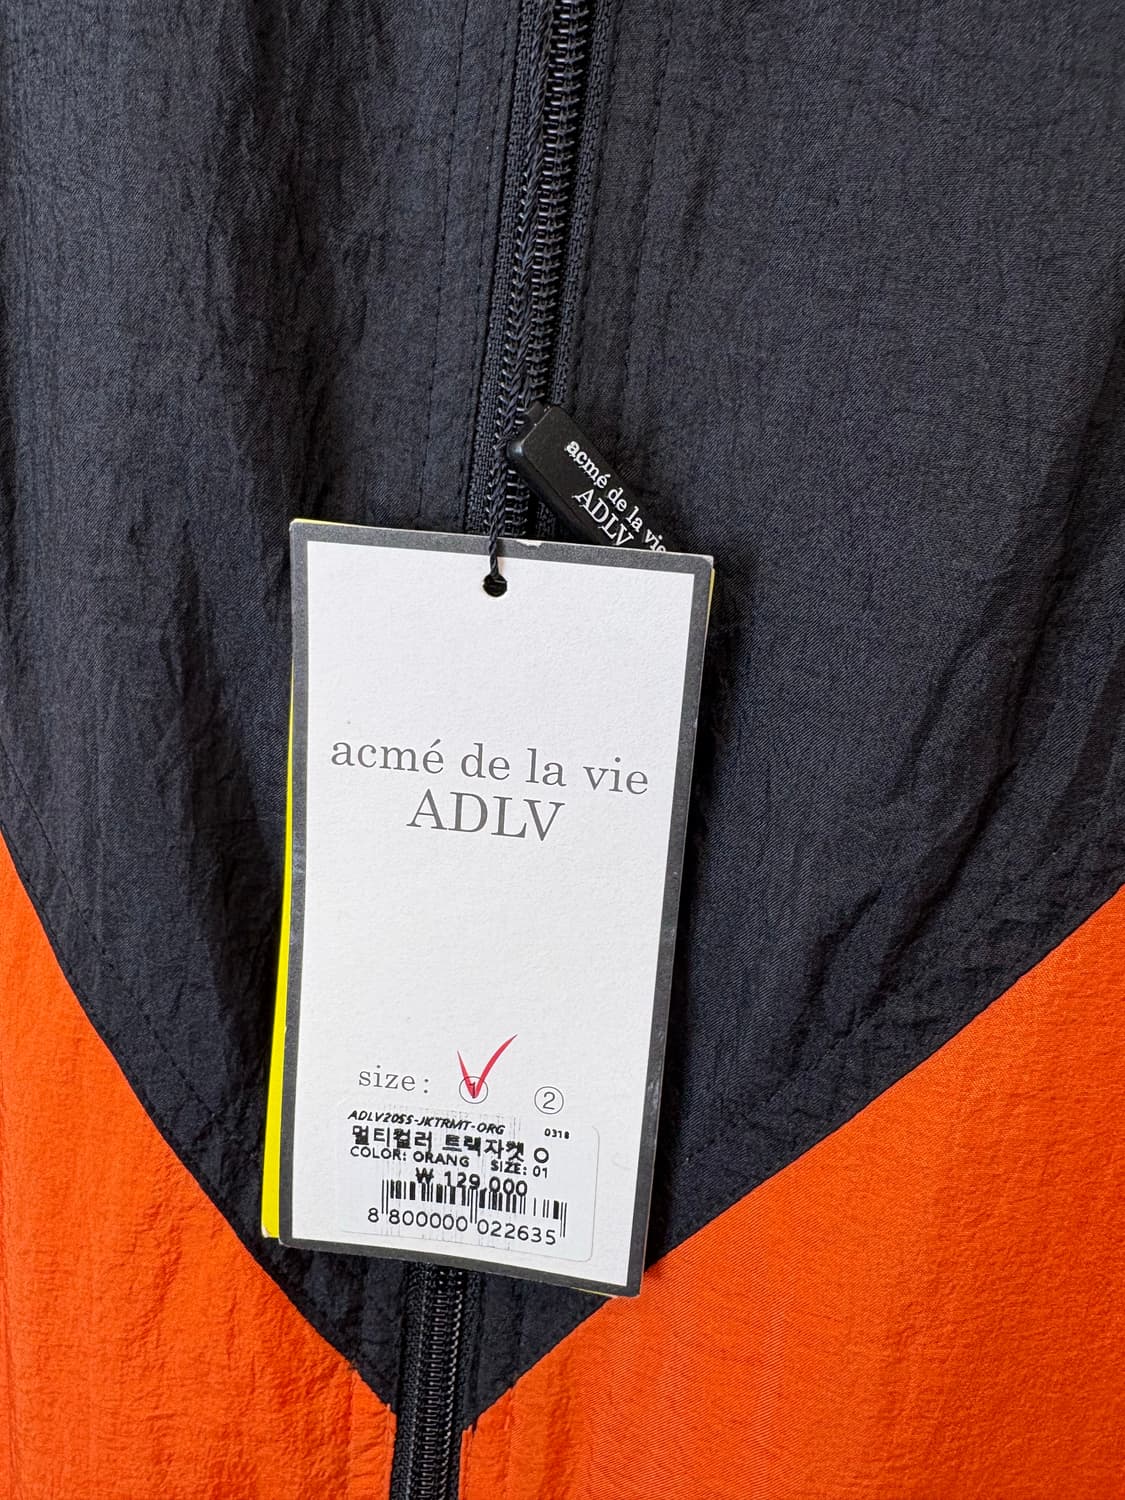 acmé de la vie
ADLV
acmé de la vie
ADLV
size: ① ②
ADLV20SS-JKTRMT-ORG 0318
멀티컬러 트랙자켓 O
COLOR: ORANG SIZE: 01
₩ 129,000
8 800000 022635